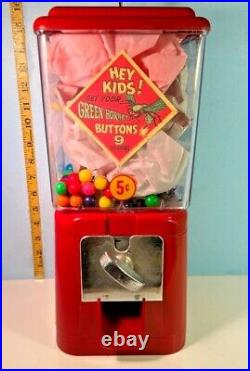 HEY
KIDS!
GET YOUR
GREEN HORNET
BUTTONS
9
5¢